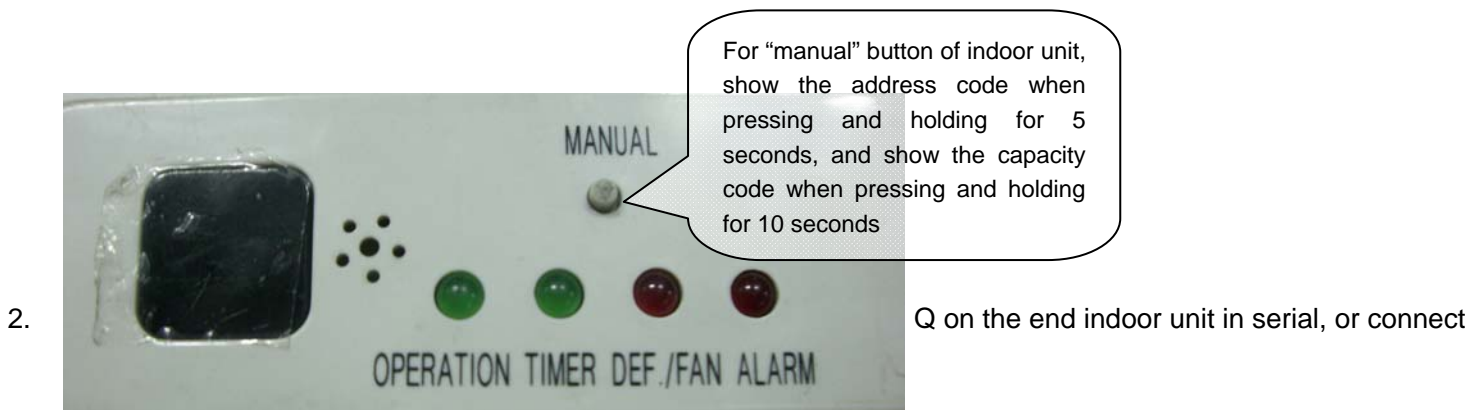 For “manual” button of indoor unit,
show the address code when
pressing and holding for 5
seconds, and show the capacity
code when pressing and holding
for 10 seconds
MANUAL
2.
Q on the end indoor unit in serial, or connect
OPERATION TIMER DEF./FAN ALARM